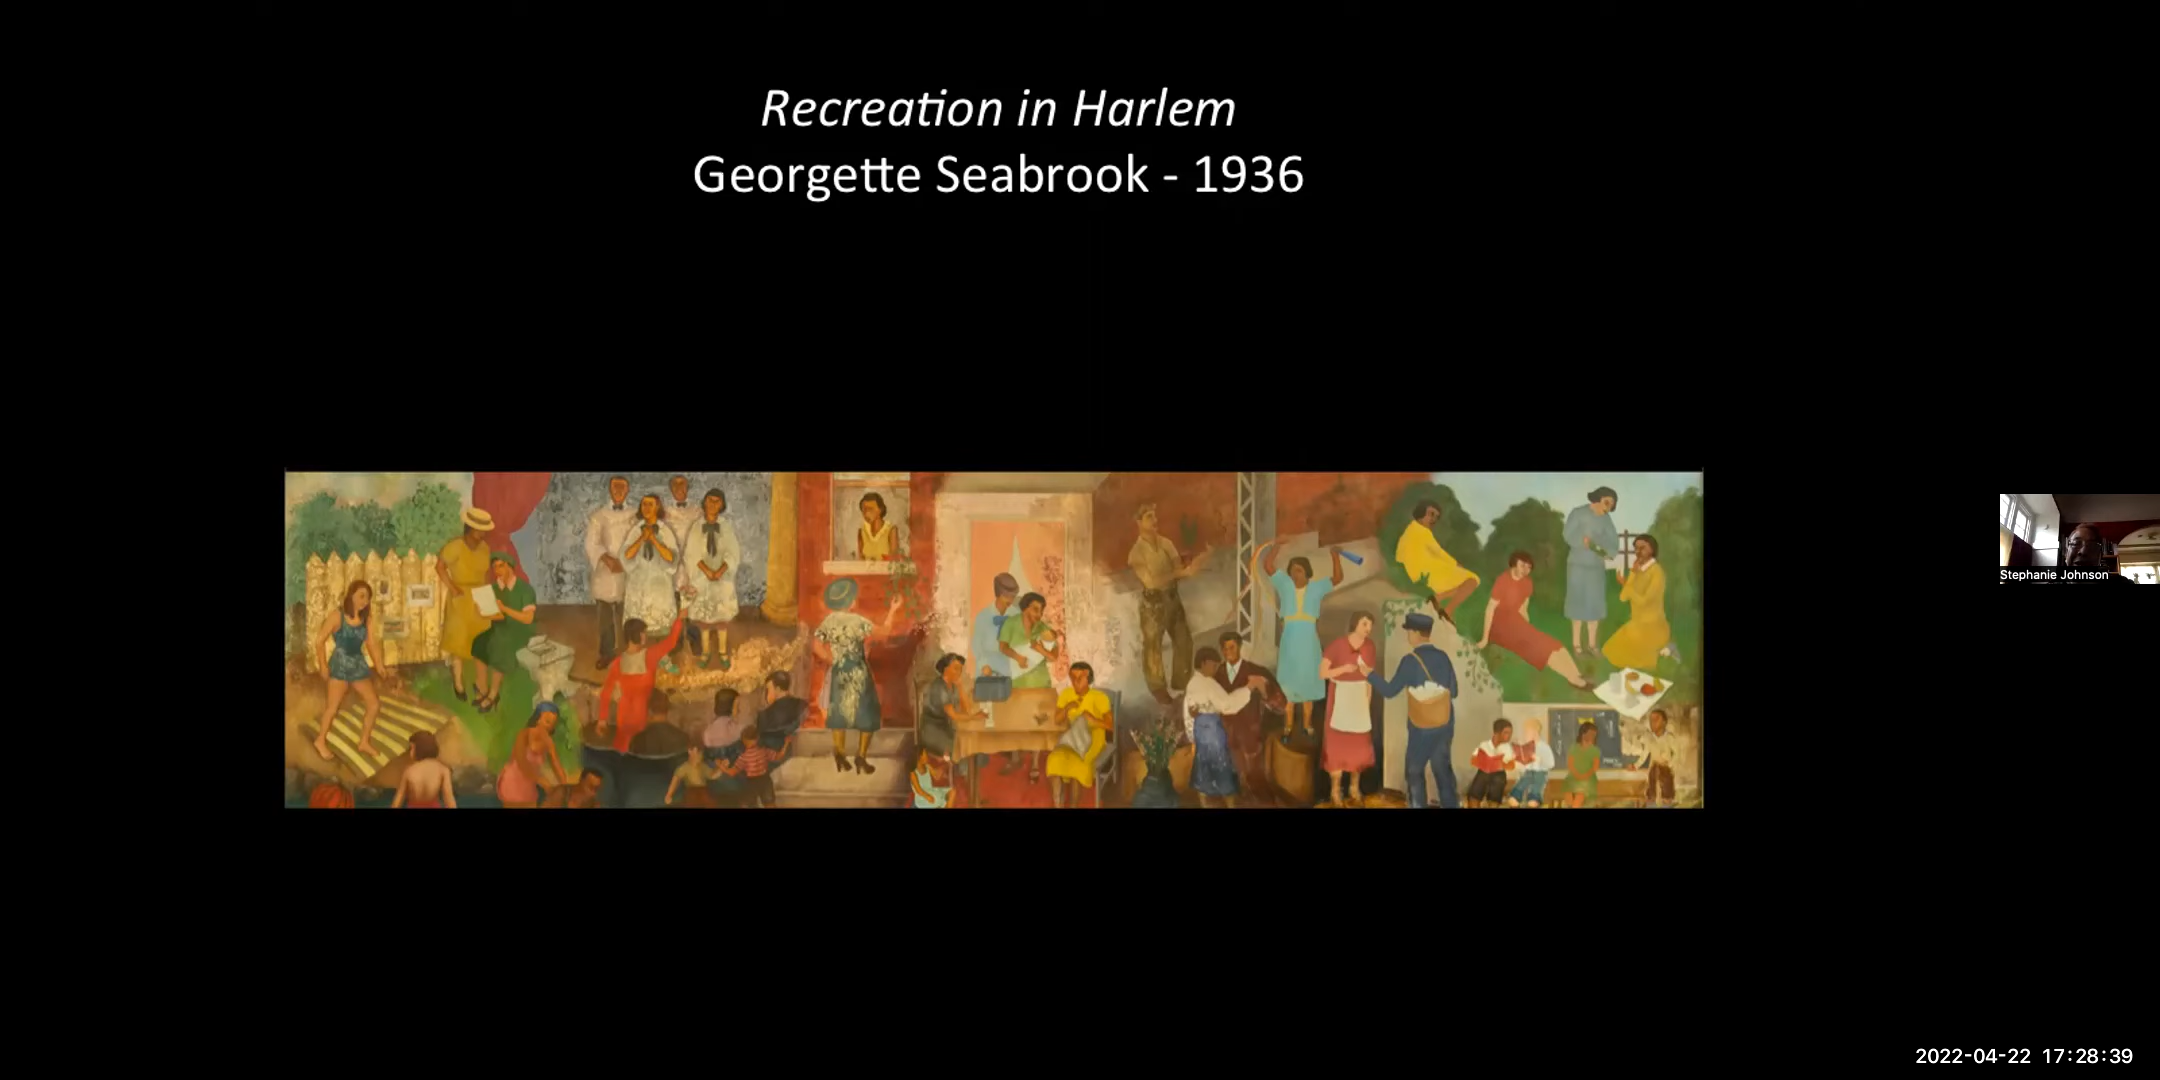 Recreation in Harlem
Georgette Seabrook - 1936
Stephanie Johnson
2022-04-22 17:28:39